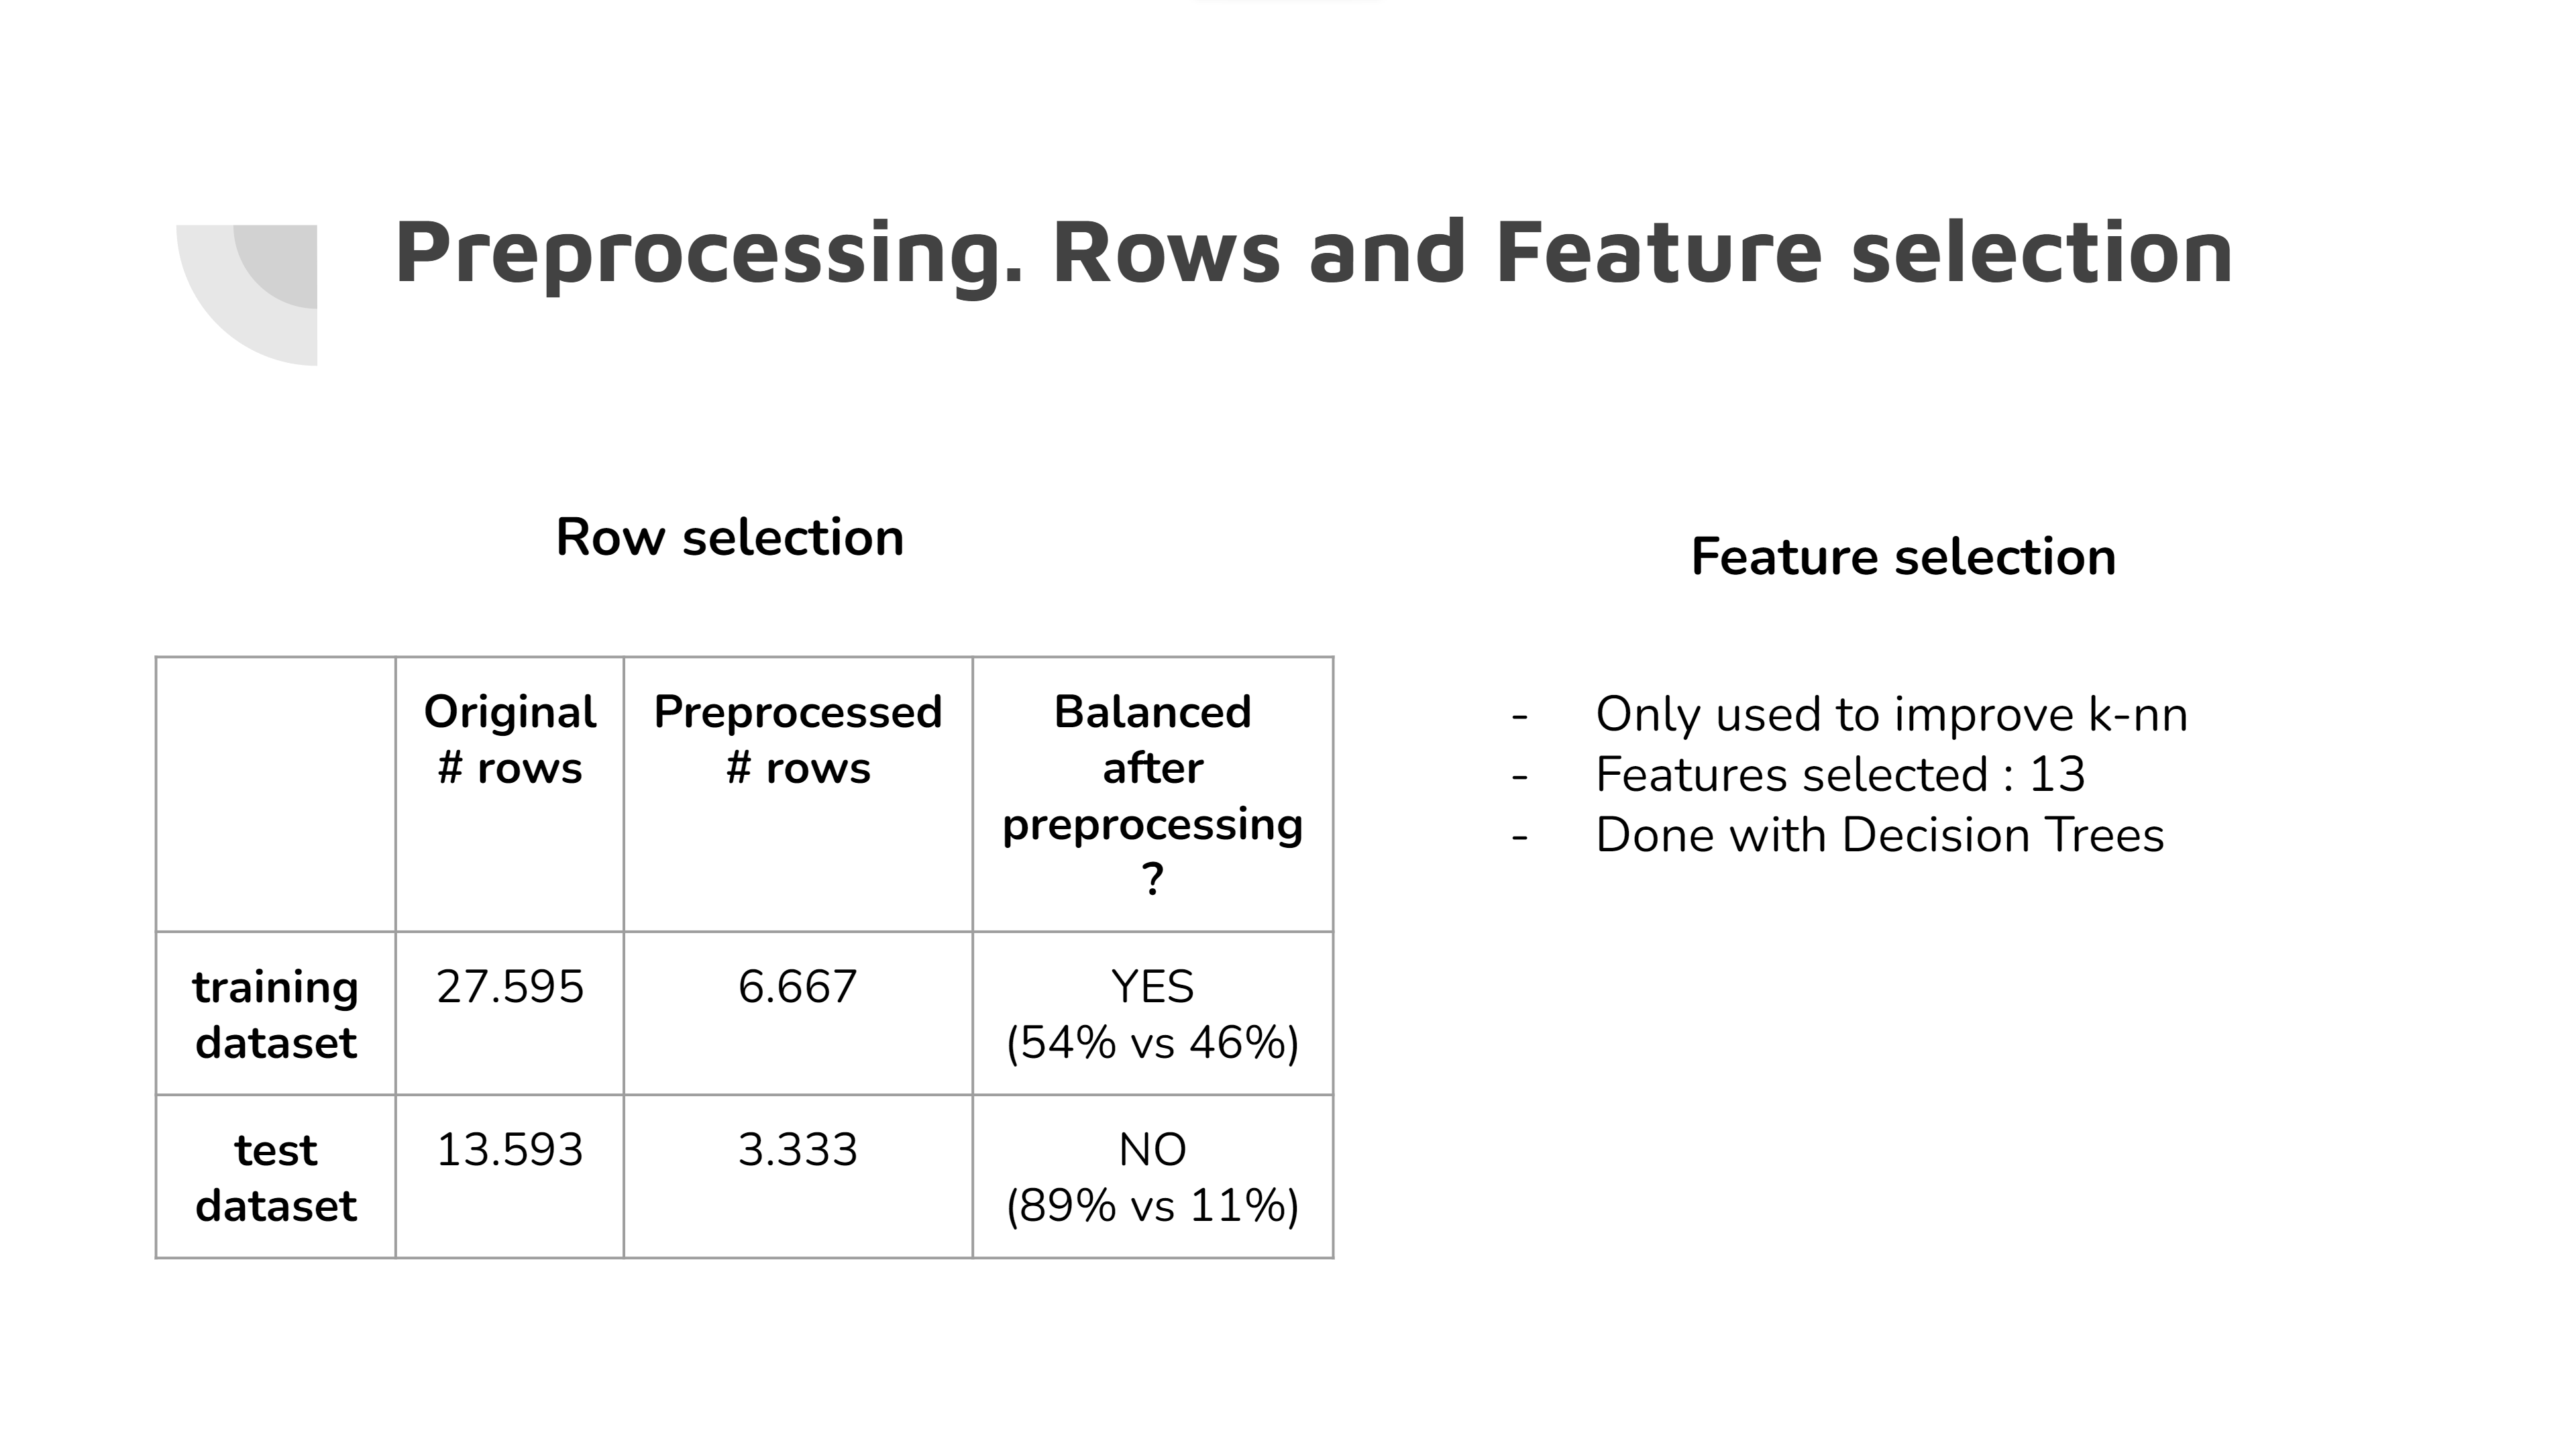 Preprocessing. Rows and Feature selection
Row selection
Original
# rows
Preprocessed
# rows
Balanced
after
preprocessing
?
training
dataset
27.595
6.667
YES
(54% vs 46%)
test
dataset
13.593
3.333
NO
(89% vs 11%)
Feature selection
- Only used to improve k-nn
- Features selected : 13
- Done with Decision Trees